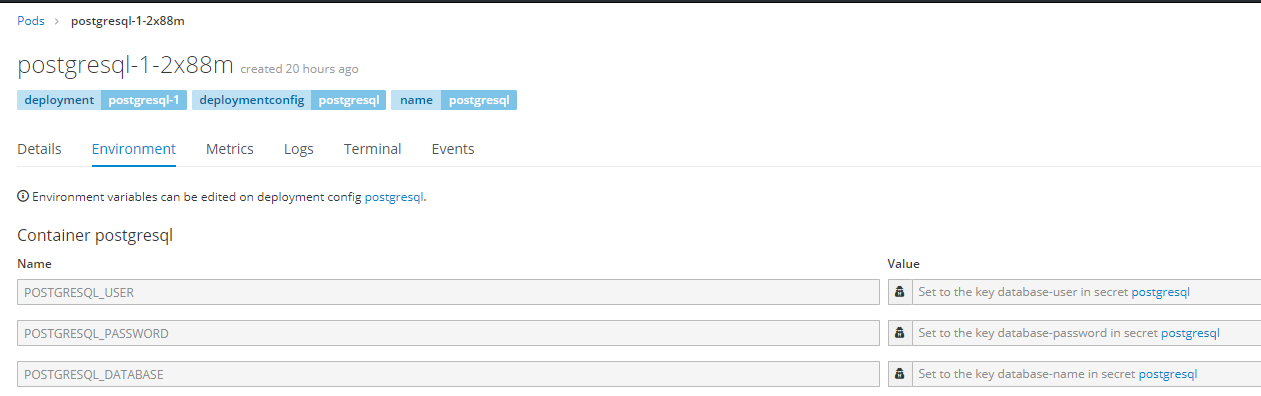 Pods › postgresql-1-2x88m
postgresql-1-2x88m created 20 hours ago
deployment postgresql-1 deploymentconfig postgresql name postgresql
Details Environment Metrics Logs Terminal Events
Environment variables can be edited on deployment config postgresql.
Container postgresql
Name Value
POSTGRESQL_USER Set to the key database-user in secret postgresql
POSTGRESQL_PASSWORD Set to the key database-password in secret postgresql
POSTGRESQL_DATABASE Set to the key database-name in secret postgresql